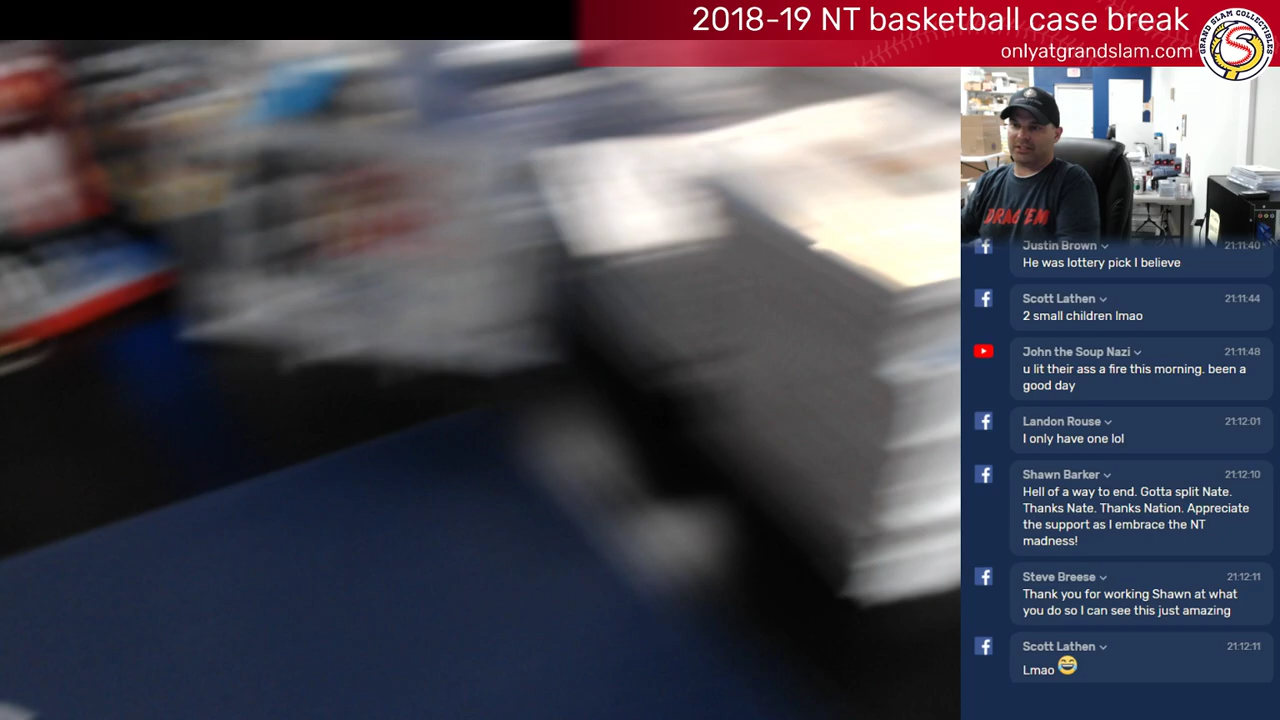 2018-19 NT basketball case break
onlyatgrandslam.com
GRAND SLAM COLLECTIBLES
DRAG'EM
Justin Brown
21:11:40
He was lottery pick I believe
Scott Lathen
21:11:44
2 small children lmao
John the Soup Nazi
21:11:48
u lit their ass a fire this morning. been a
good day
Landon Rouse
21:12:01
I only have one lol
Shawn Barker
21:12:10
Hell of a way to end. Gotta split Nate.
Thanks Nate. Thanks Nation. Appreciate
the support as I embrace the NT
madness!
Steve Breese
21:12:11
Thank you for working Shawn at what
you do so I can see this just amazing
Scott Lathen
21:12:11
Lmao 😂